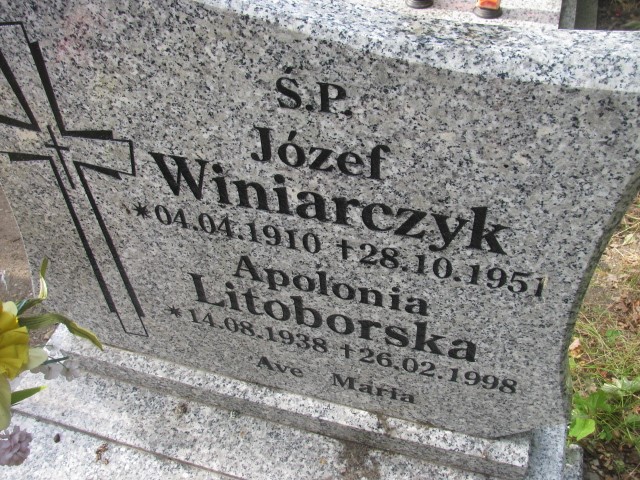 Ś.P.
Józef
Winiarczyk
*04.04.1910 †28.10.1951
Apolonia
Litoborska
*14.08.1938 †26.02.1998
Ave Maria